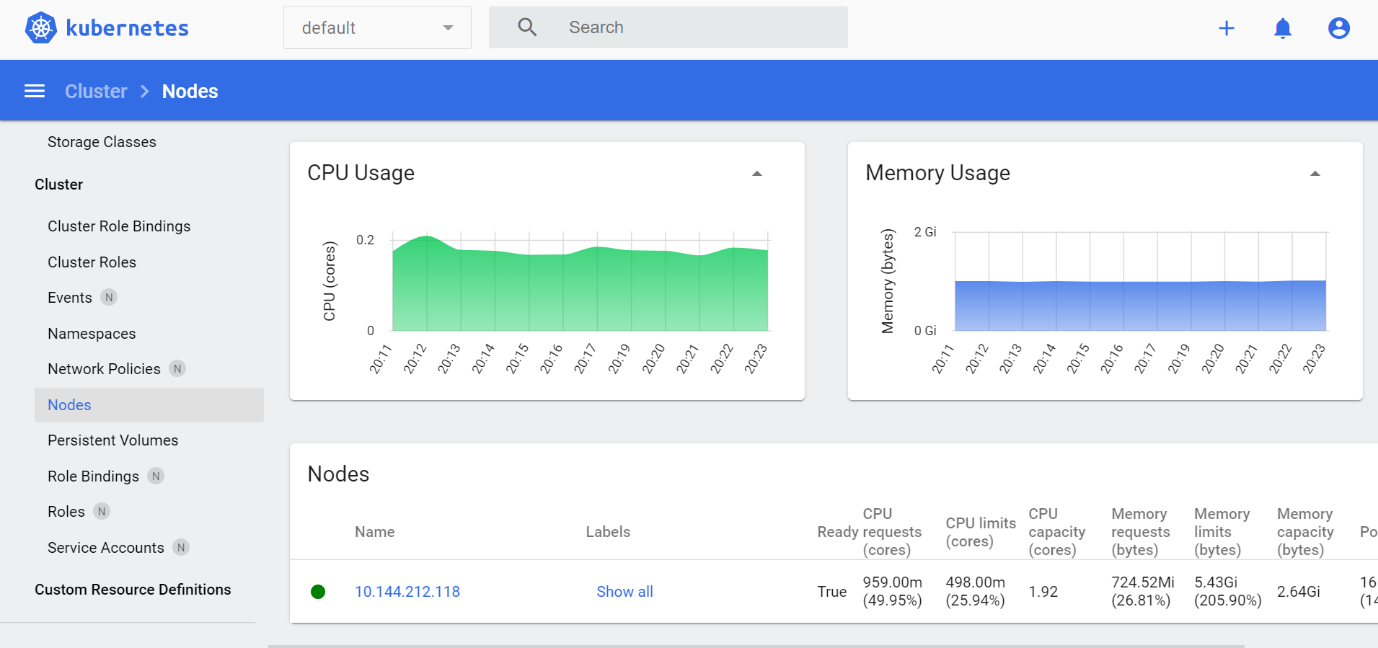 kubernetes
default
Search
Cluster > Nodes
Storage Classes
Cluster
Cluster Role Bindings
Cluster Roles
Events N
Namespaces
Network Policies N
Nodes
Persistent Volumes
Role Bindings N
Roles N
Service Accounts N
Custom Resource Definitions
CPU Usage
CPU (cores)
0.2
0
20:11 20:12 20:13 20:14 20:15 20:16 20:17 20:19 20:20 20:21 20:22 20:23
Memory Usage
Memory (bytes)
2 Gi
0 Gi
20:11 20:12 20:13 20:14 20:15 20:16 20:17 20:19 20:20 20:21 20:22 20:23
Nodes
Name
Labels
Ready
CPU
requests
(cores)
CPU limits
(cores)
CPU
capacity
(cores)
Memory
requests
(bytes)
Memory
limits
(bytes)
Memory
capacity
(bytes)
Po
10.144.212.118
Show all
True
959.00m
(49.95%)
498.00m
(25.94%)
1.92
724.52Mi
(26.81%)
5.43Gi
(205.90%)
2.64Gi
16
(14